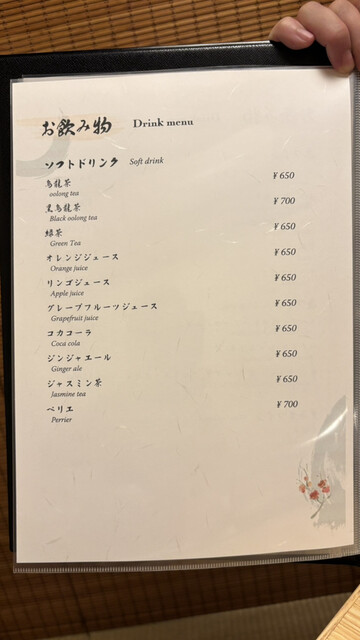 お飲み物 Drink menu
ソフトドリンク Soft drink
烏龍茶 ¥650
oolong tea
黒烏龍茶 ¥700
Black oolong tea
緑茶 ¥650
Green Tea
オレンジジュース ¥650
Orange juice
リンゴジュース ¥650
Apple juice
グレープフルーツジュース ¥650
Grapefruit juice
コカコーラ ¥650
Coca cola
ジンジャエール ¥650
Ginger ale
ジャスミン茶 ¥650
Jasmine tea
ペリエ ¥700
Perrier